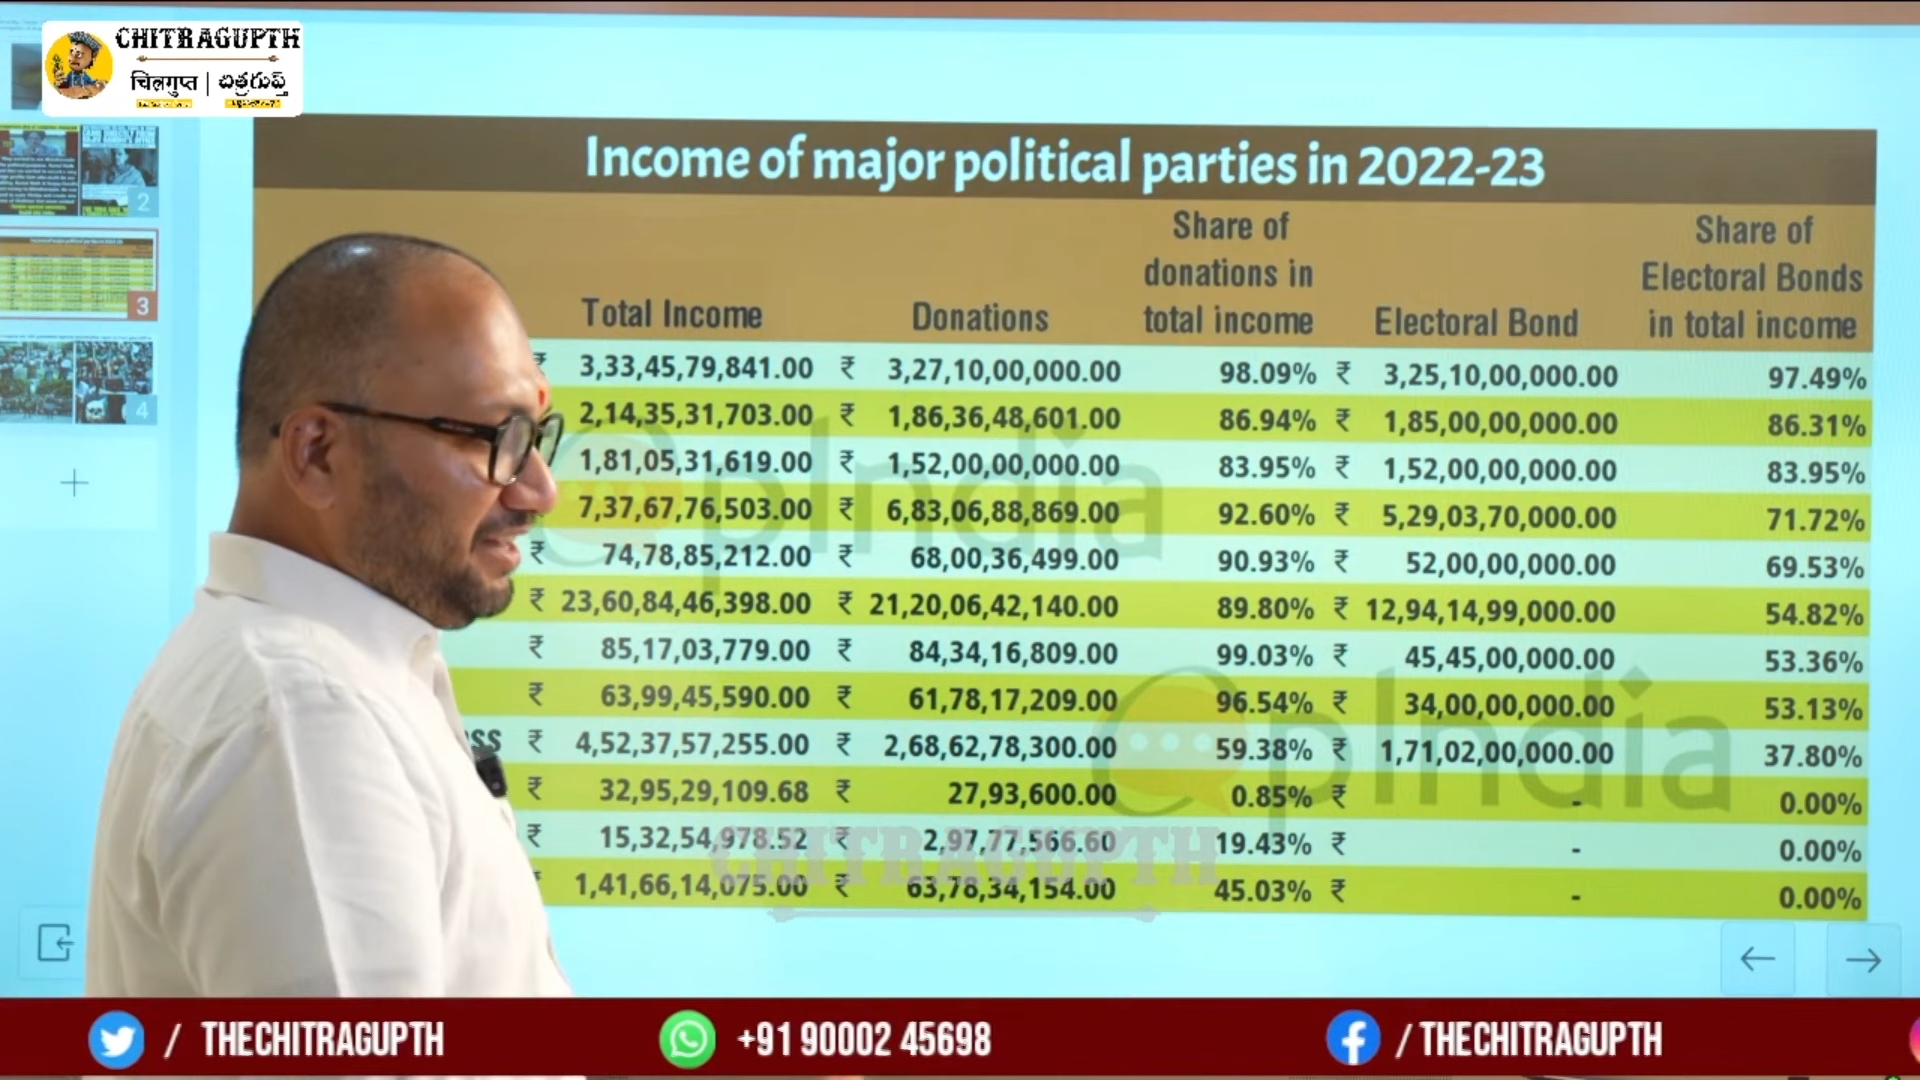 CHITRAGUPTH
चित्रगुप्त | చిత్రగుప్త్
Income of major political parties in 2022-23
Total Income Donations Share of donations in total income Electoral Bond Share of Electoral Bonds in total income
₹ 3,33,45,79,841.00 ₹ 3,27,10,00,000.00 98.09% ₹ 3,25,10,00,000.00 97.49%
2,14,35,31,703.00 ₹ 1,86,36,48,601.00 86.94% ₹ 1,85,00,00,000.00 86.31%
1,81,05,31,619.00 ₹ 1,52,00,00,000.00 83.95% ₹ 1,52,00,00,000.00 83.95%
7,37,67,76,503.00 ₹ 6,83,06,88,869.00 92.60% ₹ 5,29,03,70,000.00 71.72%
₹ 74,78,85,212.00 ₹ 68,00,36,499.00 90.93% ₹ 52,00,00,000.00 69.53%
₹ 23,60,84,46,398.00 ₹ 21,20,06,42,140.00 89.80% ₹ 12,94,14,99,000.00 54.82%
₹ 85,17,03,779.00 ₹ 84,34,16,809.00 99.03% ₹ 45,45,00,000.00 53.36%
₹ 63,99,45,590.00 ₹ 61,78,17,209.00 96.54% ₹ 34,00,00,000.00 53.13%
ss ₹ 4,52,37,57,255.00 ₹ 2,68,62,78,300.00 59.38% ₹ 1,71,02,00,000.00 37.80%
₹ 32,95,29,109.68 ₹ 27,93,600.00 0.85% ₹ - 0.00%
₹ 15,32,54,978.52 ₹ 2,97,77,566.60 19.43% ₹ - 0.00%
1,41,66,14,075.00 ₹ 63,78,34,154.00 45.03% ₹ - 0.00%
OpIndia
OpIndia
CHITRAGUPTH
2
3
4
/ THECHITRAGUPTH +91 90002 45698 / THECHITRAGUPTH